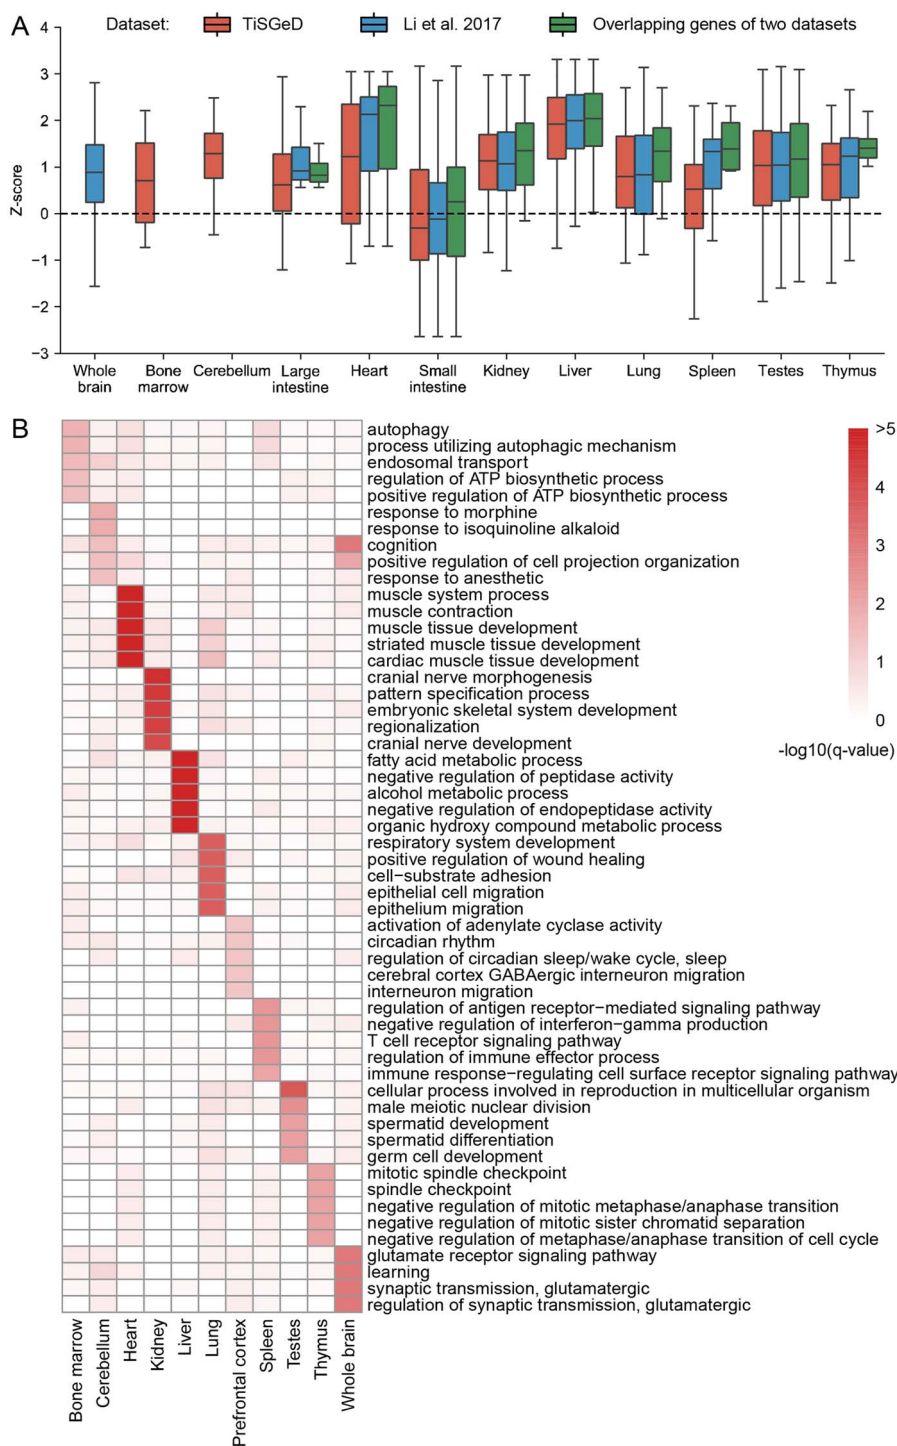 A
Dataset: TiSGeD Li et al. 2017 Overlapping genes of two datasets
4
3
2
1
0
−1
−2
−3
Z-score
Whole brain
Bone marrow
Cerebellum
Large intestine
Heart
Small intestine
Kidney
Liver
Lung
Spleen
Testes
Thymus
B
autophagy
process utilizing autophagic mechanism
endosomal transport
regulation of ATP biosynthetic process
positive regulation of ATP biosynthetic process
response to morphine
response to isoquinoline alkaloid
cognition
positive regulation of cell projection organization
response to anesthetic
muscle system process
muscle contraction
muscle tissue development
striated muscle tissue development
cardiac muscle tissue development
cranial nerve morphogenesis
pattern specification process
embryonic skeletal system development
regionalization
cranial nerve development
fatty acid metabolic process
negative regulation of peptidase activity
alcohol metabolic process
negative regulation of endopeptidase activity
organic hydroxy compound metabolic process
respiratory system development
positive regulation of wound healing
cell−substrate adhesion
epithelial cell migration
epithelium migration
activation of adenylate cyclase activity
circadian rhythm
regulation of circadian sleep/wake cycle, sleep
cerebral cortex GABAergic interneuron migration
interneuron migration
regulation of antigen receptor−mediated signaling pathway
negative regulation of interferon-gamma production
T cell receptor signaling pathway
regulation of immune effector process
immune response−regulating cell surface receptor signaling pathway
cellular process involved in reproduction in multicellular organism
male meiotic nuclear division
spermatid development
spermatid differentiation
germ cell development
mitotic spindle checkpoint
spindle checkpoint
negative regulation of mitotic metaphase/anaphase transition
negative regulation of mitotic sister chromatid separation
negative regulation of metaphase/anaphase transition of cell cycle
glutamate receptor signaling pathway
learning
synaptic transmission, glutamatergic
regulation of synaptic transmission, glutamatergic
>5
4
3
2
1
0
-log10(q-value)
Bone marrow
Cerebellum
Heart
Kidney
Liver
Lung
Prefrontal cortex
Spleen
Testes
Thymus
Whole brain